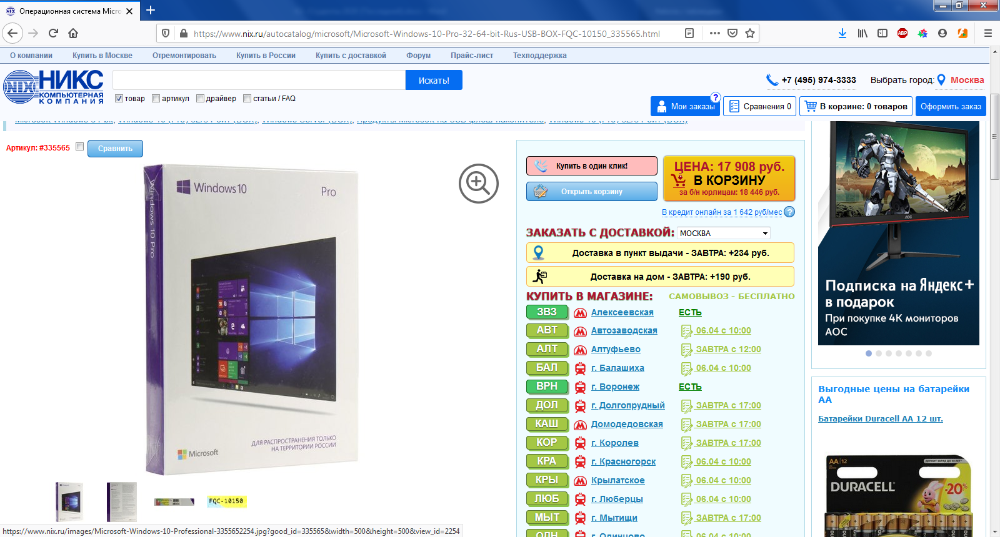 Операционная система Micro
https://www.nix.ru/autocatalog/microsoft/Microsoft-Windows-10-Pro-32-64-bit-Rus-USB-BOX-FQC-10150_335565.html
ABP
О компании Купить в Москве Отремонтировать Купить в России Купить с доставкой Форум Прайс-лист Техподдержка
NIX НИКС
КОМПЬЮТЕРНАЯ
КОМПАНИЯ
Искать!
товар артикул драйвер статьи / FAQ
+7 (495) 974-3333 Выбрать город: Москва
Мои заказы ? Сравнения 0 В корзине: 0 товаров Оформить заказ
Артикул: #335565 Сравнить
Windows 10 Pro
Windows 10 Pro
ДЛЯ РАСПРОСТРАНЕНИЯ ТОЛЬКО
НА ТЕРРИТОРИИ РОССИИ
Microsoft
FQC-10150
Купить в один клик!
Открыть корзину
ЦЕНА: 17 908 руб.
В КОРЗИНУ
за б/н юрлицам: 18 446 руб.
В кредит онлайн за 1 642 руб/мес ?
ЗАКАЗАТЬ С ДОСТАВКОЙ: МОСКВА
Доставка в пункт выдачи - ЗАВТРА: +234 руб.
Доставка на дом - ЗАВТРА: +190 руб.
КУПИТЬ В МАГАЗИНЕ: САМОВЫВОЗ - БЕСПЛАТНО
ЗВЗ Алексеевская ЕСТЬ
АВТ Автозаводская 06.04 с 10:00
АЛТ Алтуфьево ЗАВТРА с 12:00
БАЛ г. Балашиха 06.04 с 10:00
ВРН г. Воронеж ЕСТЬ
ДОЛ г. Долгопрудный ЗАВТРА с 17:00
КАШ Домодедовская ЗАВТРА с 17:00
КОР г. Королев ЗАВТРА с 17:00
КРА г. Красногорск 06.04 с 10:00
КРЫ Крылатское 06.04 с 10:00
ЛЮБ г. Люберцы 06.04 с 10:00
МЫТ г. Мытищи ЗАВТРА с 17:00
ОДН г. Одинцово 06.04 с 10:00
AOC
Подписка на Яндекс+
в подарок
При покупке 4К мониторов
AOC
Выгодные цены на батарейки
AA
Батарейки Duracell AA 12 шт.
AA 12
DURACELL
-20%
https://www.nix.ru/images/Microsoft-Windows-10-Professional-3355652254.jpg?good_id=335565&width=500&height=500&view_id=2254